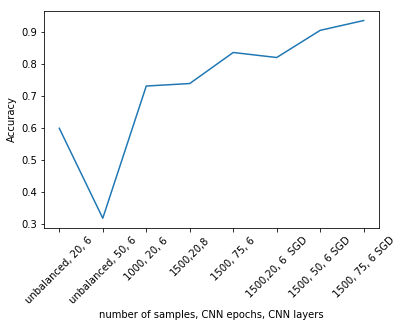 0.9
0.8
0.7
0.6
0.5
0.4
0.3
Accuracy
unbalanced, 20, 6
unbalanced, 50, 6
1000, 20, 6
1500,20,8
1500, 75, 6
1500,20, 6 SGD
1500, 50, 6 SGD
1500, 75, 6 SGD
number of samples, CNN epochs, CNN layers